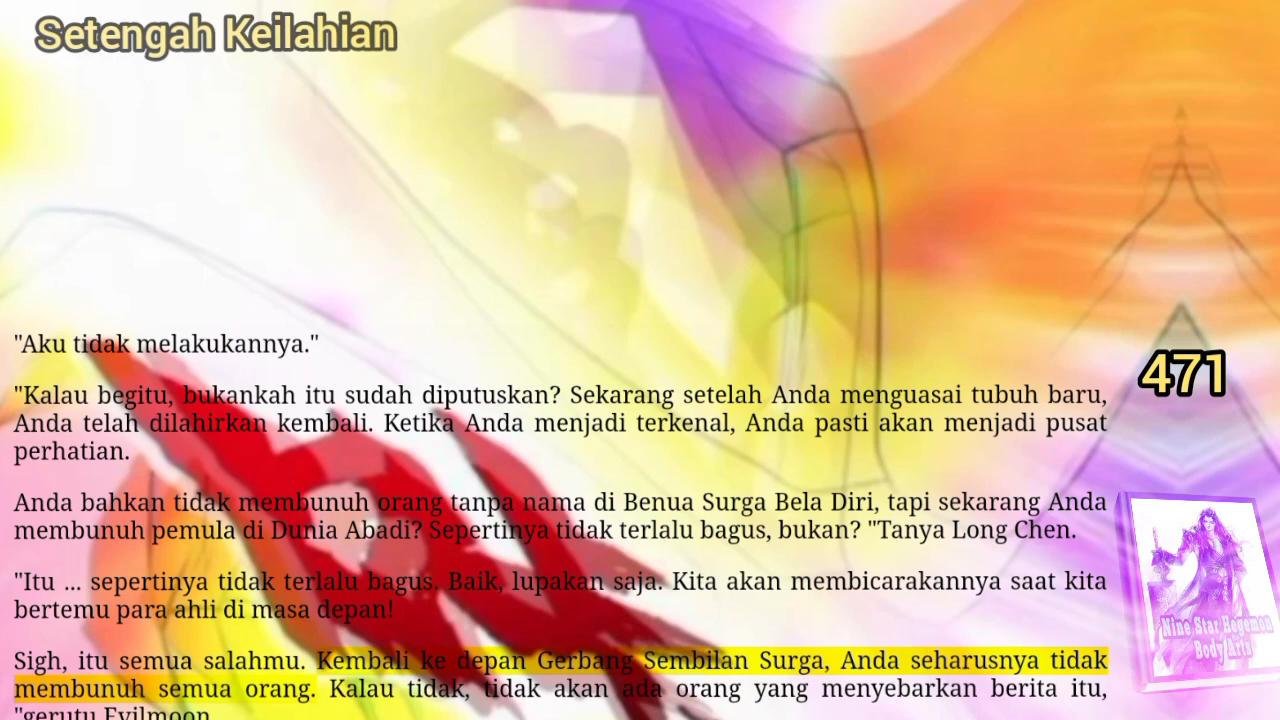 Setengah Keilahian
"Aku tidak melakukannya."
"Kalau begitu, bukankah itu sudah diputuskan? Sekarang setelah Anda menguasai tubuh baru,
Anda telah dilahirkan kembali. Ketika Anda menjadi terkenal, Anda pasti akan menjadi pusat
perhatian.
Anda bahkan tidak membunuh orang tanpa nama di Benua Surga Bela Diri, tapi sekarang Anda
membunuh pemula di Dunia Abadi? Sepertinya tidak terlalu bagus, bukan? "Tanya Long Chen.
"Itu ... sepertinya tidak terlalu bagus. Baik, lupakan saja. Kita akan membicarakannya saat kita
bertemu para ahli di masa depan!
Sigh, itu semua salahmu. Kembali ke depan Gerbang Sembilan Surga, Anda seharusnya tidak
membunuh semua orang. Kalau tidak, tidak akan ada orang yang menyebarkan berita itu,
"gerutu Evilmoon.
471
Nine Star Hegemon
Body Arts